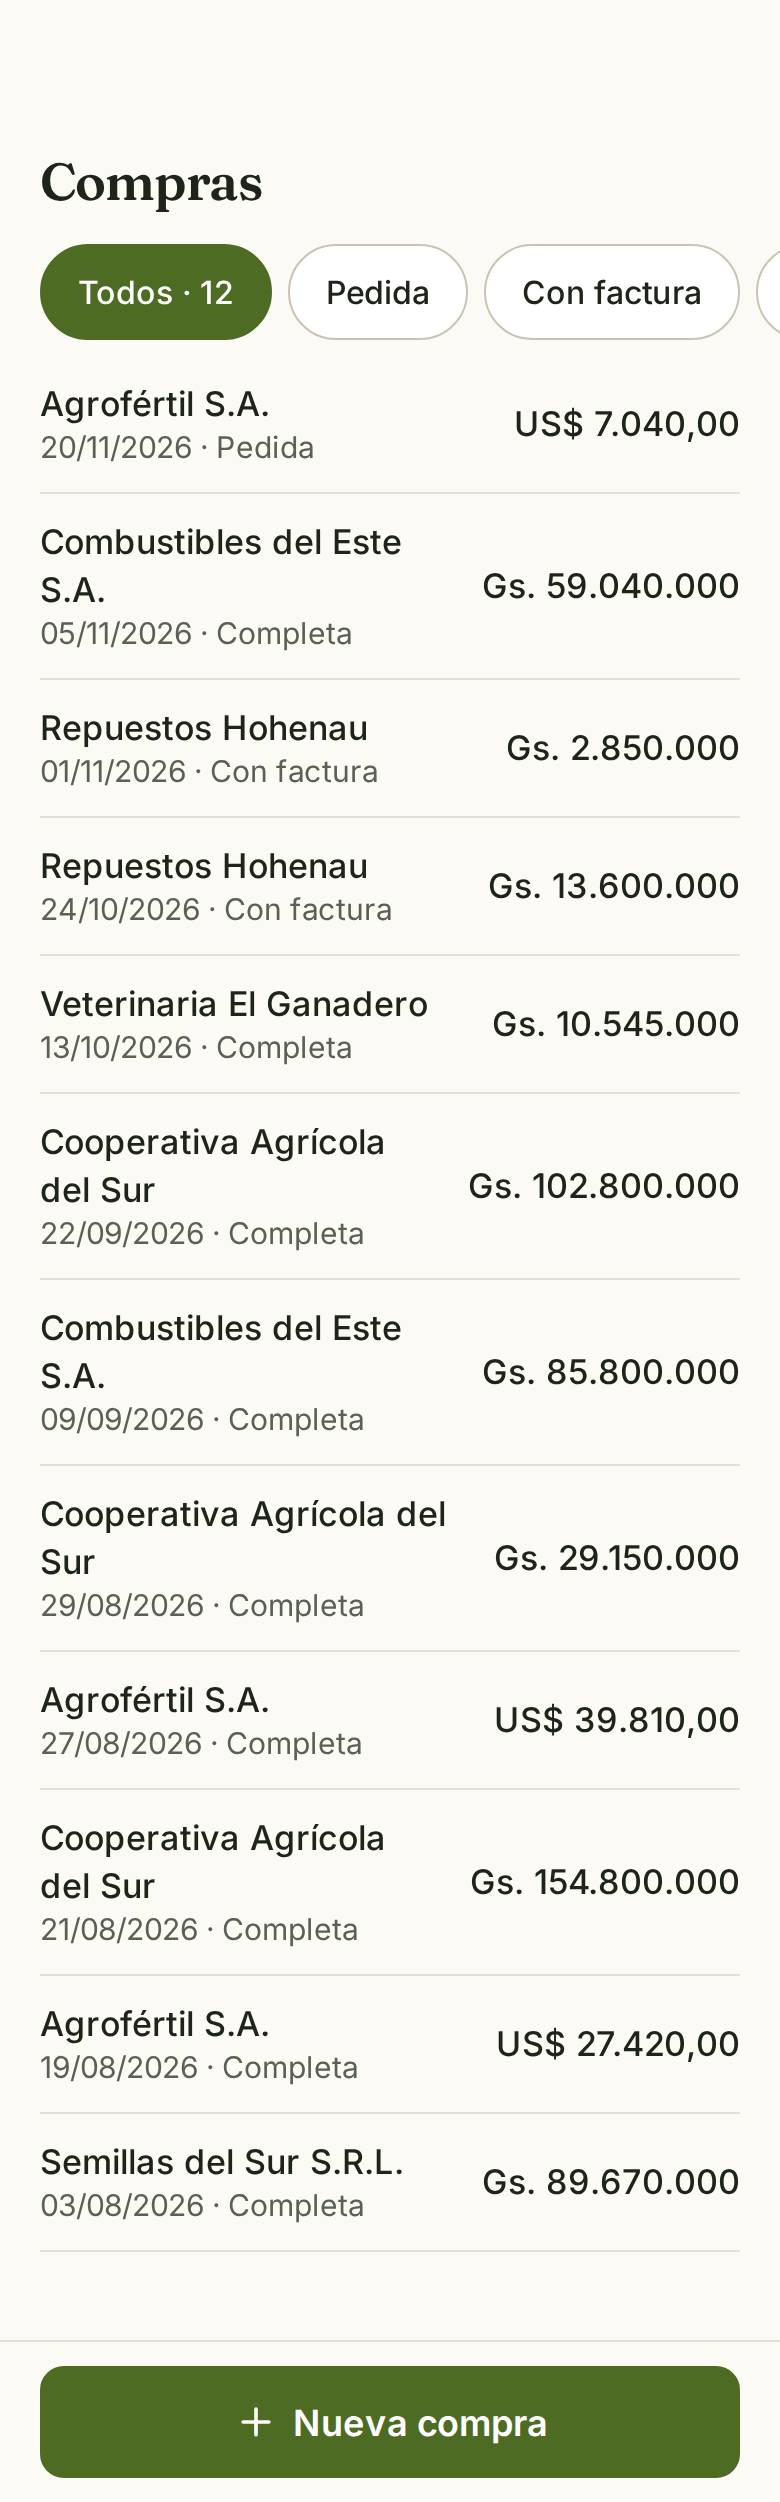 Compras
Todos · 12
Pedida
Con factura
Agrofértil S.A.
20/11/2026 · Pedida
US$ 7.040,00
Combustibles del Este
S.A.
05/11/2026 · Completa
Gs. 59.040.000
Repuestos Hohenau
01/11/2026 · Con factura
Gs. 2.850.000
Repuestos Hohenau
24/10/2026 · Con factura
Gs. 13.600.000
Veterinaria El Ganadero
13/10/2026 · Completa
Gs. 10.545.000
Cooperativa Agrícola
del Sur
22/09/2026 · Completa
Gs. 102.800.000
Combustibles del Este
S.A.
09/09/2026 · Completa
Gs. 85.800.000
Cooperativa Agrícola del
Sur
29/08/2026 · Completa
Gs. 29.150.000
Agrofértil S.A.
27/08/2026 · Completa
US$ 39.810,00
Cooperativa Agrícola
del Sur
21/08/2026 · Completa
Gs. 154.800.000
Agrofértil S.A.
19/08/2026 · Completa
US$ 27.420,00
Semillas del Sur S.R.L.
03/08/2026 · Completa
Gs. 89.670.000
+ Nueva compra